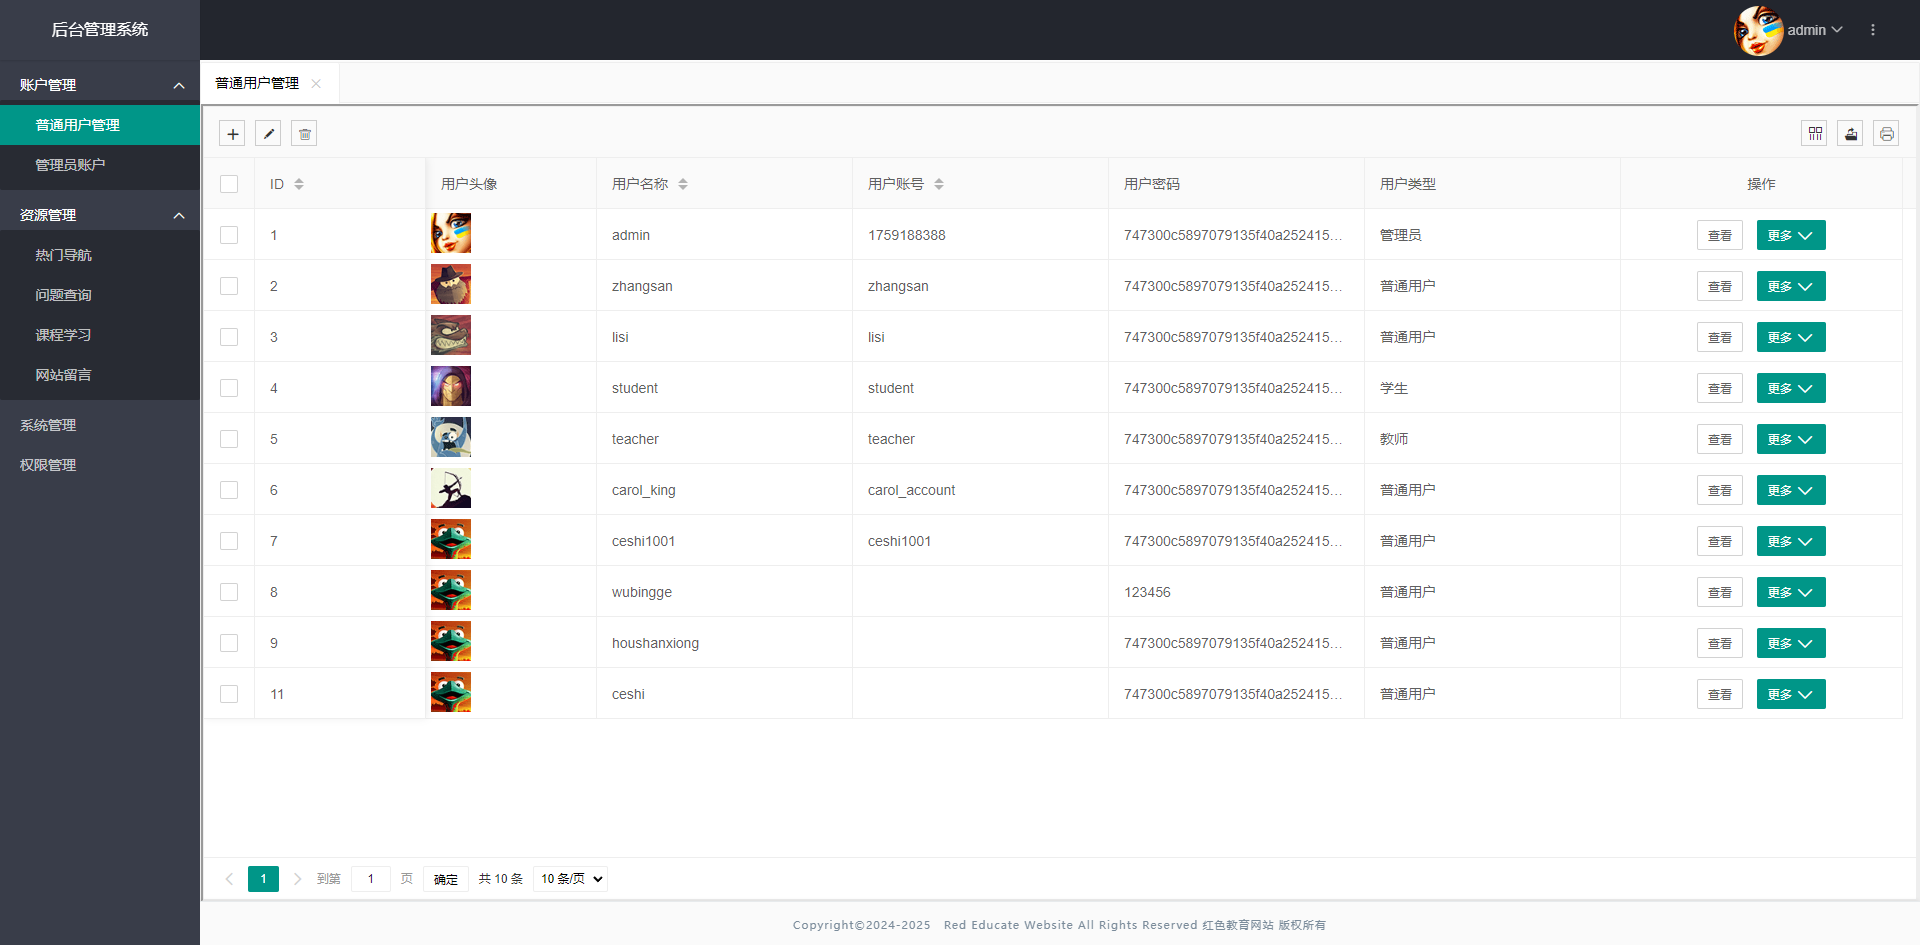 后台管理系统
admin
账户管理
普通用户管理
管理员账户
资源管理
热门导航
问题查询
课程学习
网站留言
系统管理
权限管理
普通用户管理
ID 用户头像 用户名称 用户账号 用户密码 用户类型 操作
1 admin 1759188388 747300c5897079135f40a252415... 管理员 查看 更多
2 zhangsan zhangsan 747300c5897079135f40a252415... 普通用户 查看 更多
3 lisi lisi 747300c5897079135f40a252415... 普通用户 查看 更多
4 student student 747300c5897079135f40a252415... 学生 查看 更多
5 teacher teacher 747300c5897079135f40a252415... 教师 查看 更多
6 carol_king carol_account 747300c5897079135f40a252415... 普通用户 查看 更多
7 ceshi1001 ceshi1001 747300c5897079135f40a252415... 普通用户 查看 更多
8 wubingge 123456 普通用户 查看 更多
9 houshanxiong 747300c5897079135f40a252415... 普通用户 查看 更多
11 ceshi 747300c5897079135f40a252415... 普通用户 查看 更多
1 到第 1 页 确定 共 10 条 10 条/页
Copyright©2024-2025 Red Educate Website All Rights Reserved 红色教育网站 版权所有